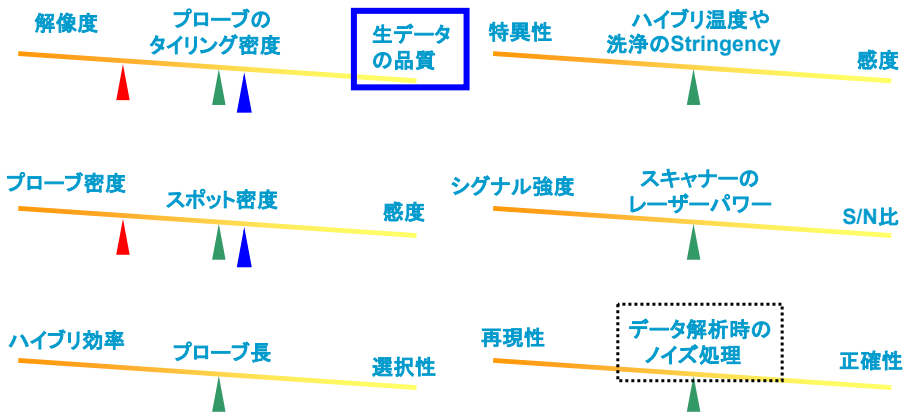 解像度
プローブの
タイリング密度
生データ
の品質
特異性
ハイブリ温度や
洗浄のStringency
感度
プローブ密度
スポット密度
感度
シグナル強度
スキャナーの
レーザーパワー
S/N比
ハイブリ効率
プローブ長
選択性
再現性
データ解析時の
ノイズ処理
正確性